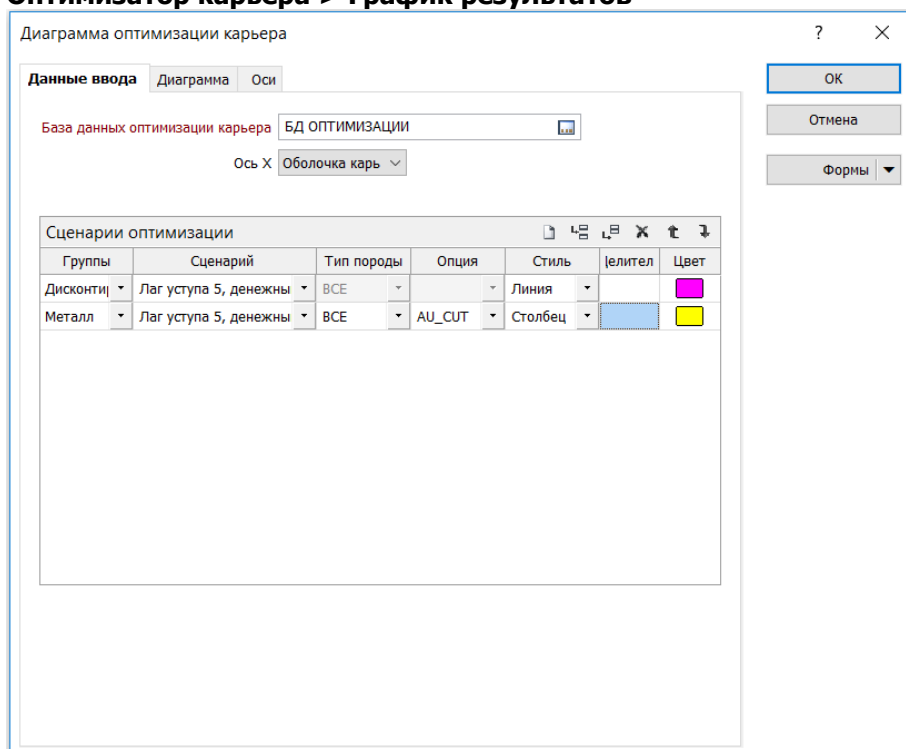 Оптимизатор карьера > График результатов
Диаграмма оптимизации карьера ?
Данные ввода Диаграмма Оси OK
База данных оптимизации карьера БД ОПТИМИЗАЦИИ Отмена
Ось X Оболочка карь Формы
Сценарии оптимизации
Группы Сценарий Тип породы Опция Стиль елител Цвет
Дисконти Лаг уступа 5, денежны ВСЕ Линия
Металл Лаг уступа 5, денежны ВСЕ AU_CUT Столбец